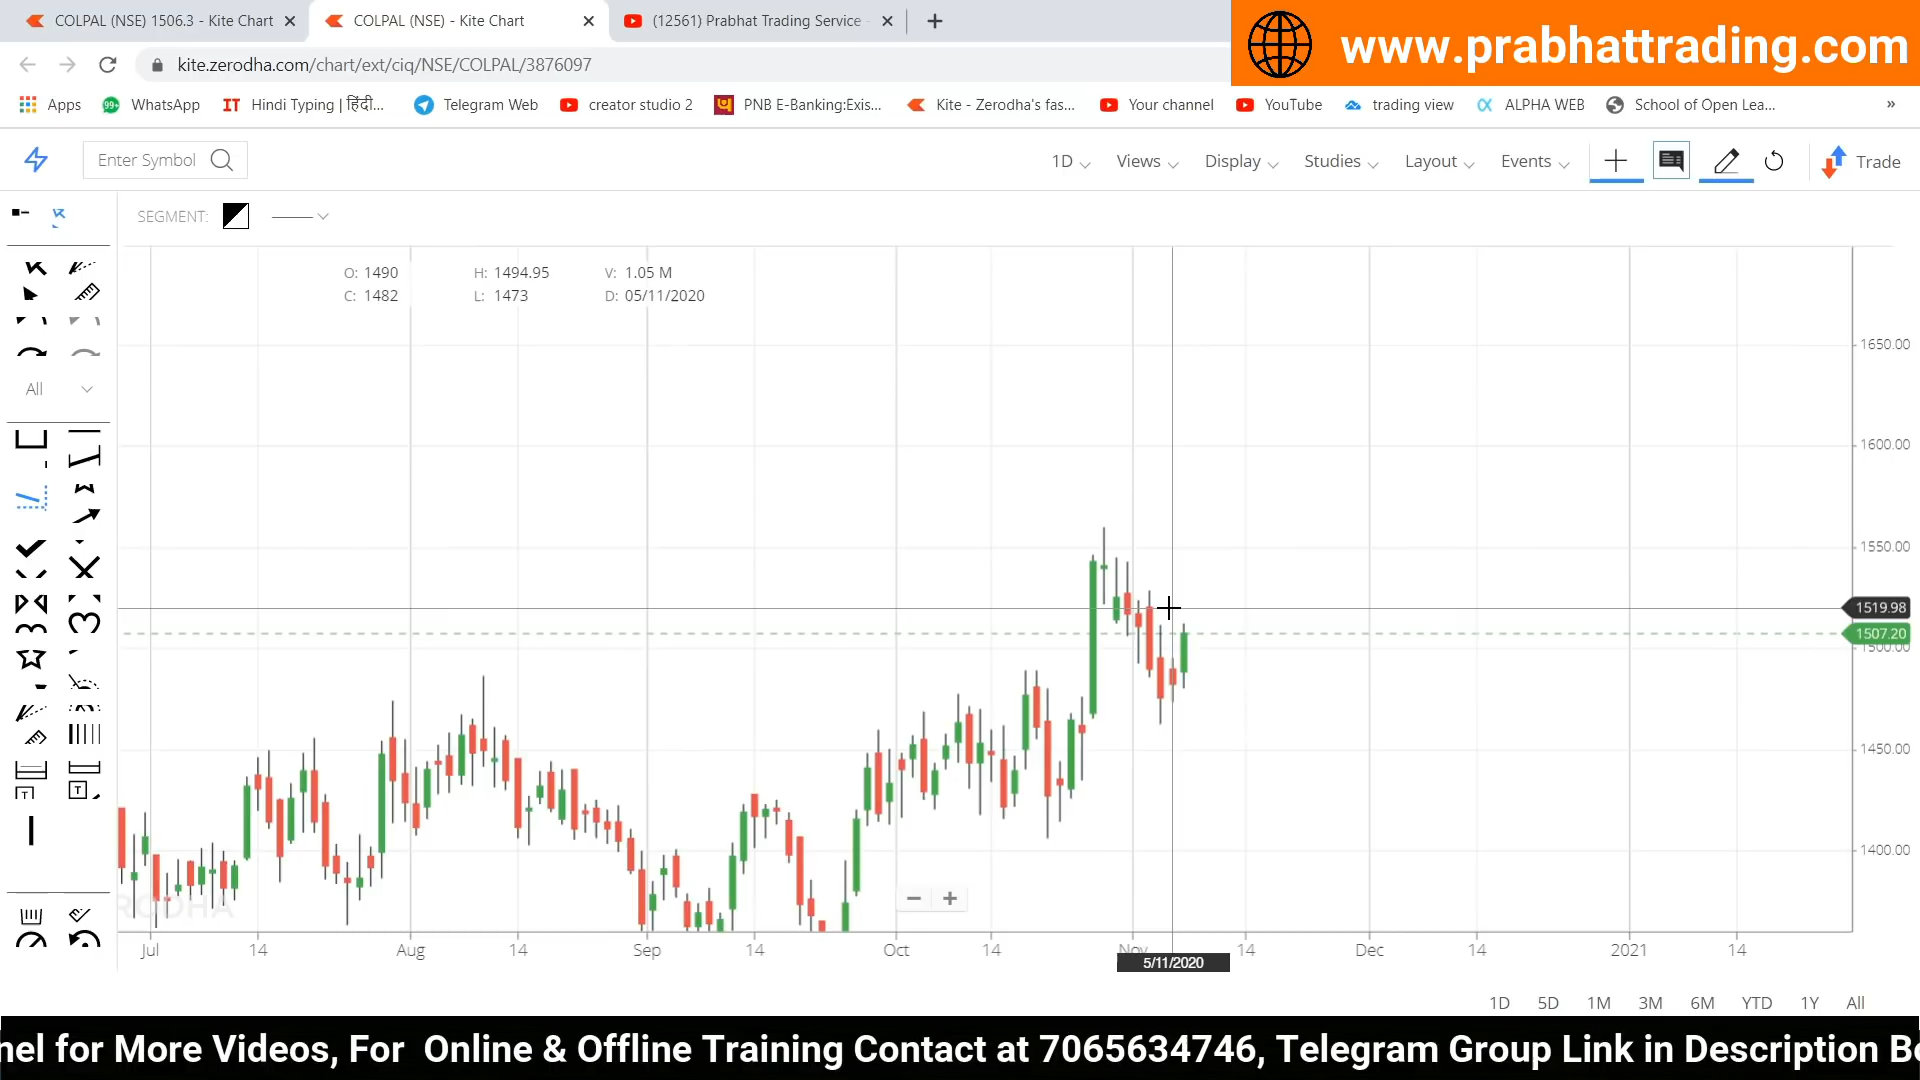 COLPAL (NSE) 1506.3 - Kite Chart
COLPAL (NSE) - Kite Chart
(12561) Prabhat Trading Service -
www.prabhattrading.com
kite.zerodha.com/chart/ext/ciq/NSE/COLPAL/3876097
Apps
99+
WhatsApp
IT Hindi Typing | हिंदी...
Telegram Web
creator studio 2
PNB E-Banking:Exis...
Kite - Zerodha's fas...
Your channel
YouTube
trading view
ALPHA WEB
School of Open Lea...
»
Enter Symbol
1D
Views
Display
Studies
Layout
Events
Trade
SEGMENT:
O: 1490 H: 1494.95 V: 1.05 M
C: 1482 L: 1473 D: 05/11/2020
All
T
T
1650.00
1600.00
1550.00
1519.98
1507.20
1500.00
1450.00
1400.00
Jul 14 Aug 14 Sep 14 Oct 14 Nov 14 Dec 14 2021 14
5/11/2020
1D 5D 1M 3M 6M YTD 1Y All
nel for More Videos, For Online & Offline Training Contact at 7065634746, Telegram Group Link in Description B